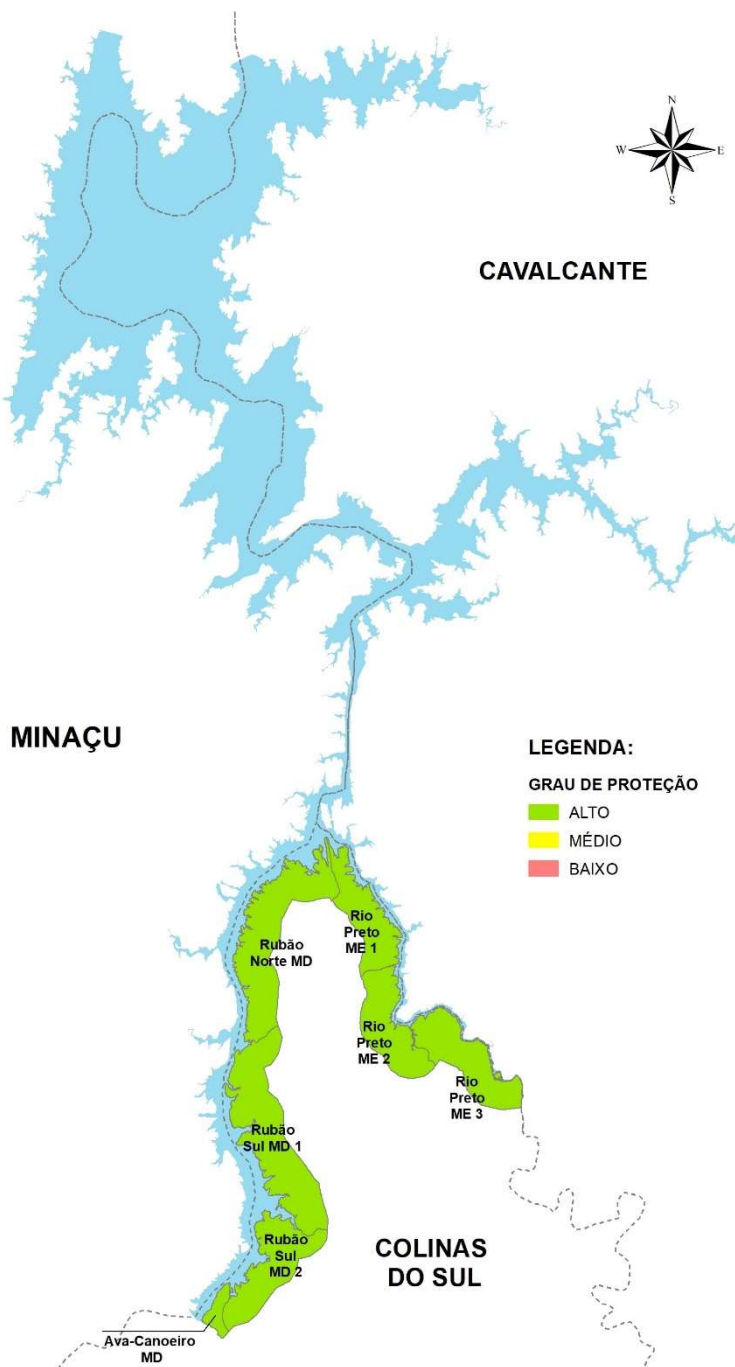 N
W E
S
CAVALCANTE
MINAÇU
LEGENDA:
GRAU DE PROTEÇÃO
ALTO
MÉDIO
BAIXO
Rio
Preto
ME 1
Rubão
Norte MD
Rio
Preto
ME 2
Rio
Preto
ME 3
Rubão
Sul MD 1
Rubão
Sul
MD 2
COLINAS
DO SUL
Ava-Canoeiro
MD